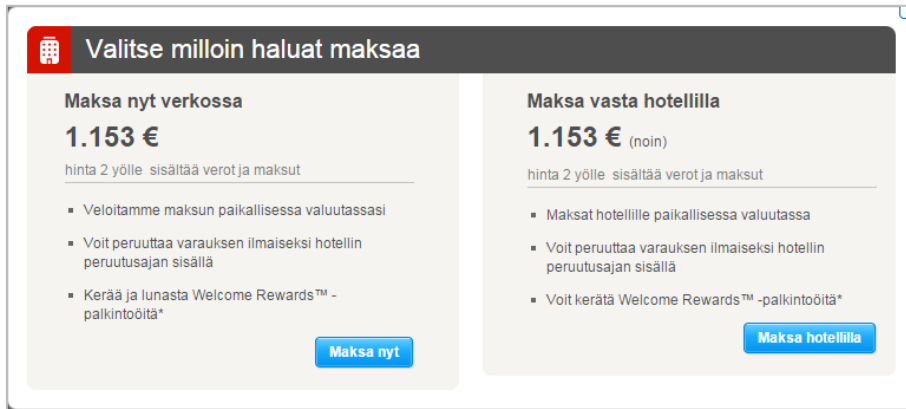 Valitse milloin haluat maksaa
Maksa nyt verkossa
1.153 €
hinta 2 yölle sisältää verot ja maksut
Veloitamme maksun paikallisessa valuutassasi
Voit peruuttaa varauksen ilmaiseksi hotellin
peruutusajan sisällä
Kerää ja lunasta Welcome Rewards™ -
palkintoöitä*
Maksa nyt
Maksa vasta hotellilla
1.153 € (noin)
hinta 2 yölle sisältää verot ja maksut
Maksat hotellille paikallisessa valuutassa
Voit peruuttaa varauksen ilmaiseksi hotellin
peruutusajan sisällä
Voit kerätä Welcome Rewards™ -palkintoöitä*
Maksa hotellilla